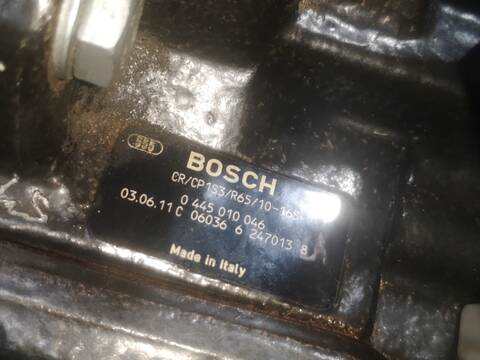 BOSCH
CR/CP1S3/R65/10-16S
0 445 010 046
03.06.11 C 06036 6 247013 8
Made in Italy